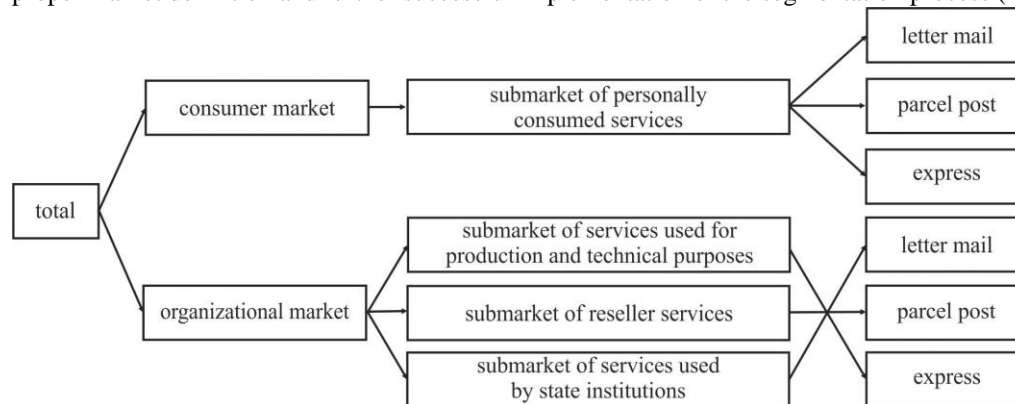 letter mail
consumer market
submarket of personally
consumed services
parcel post
express
total
submarket of services used for
production and technical purposes
letter mail
organizational market
submarket of reseller services
parcel post
submarket of services used
by state institutions
express